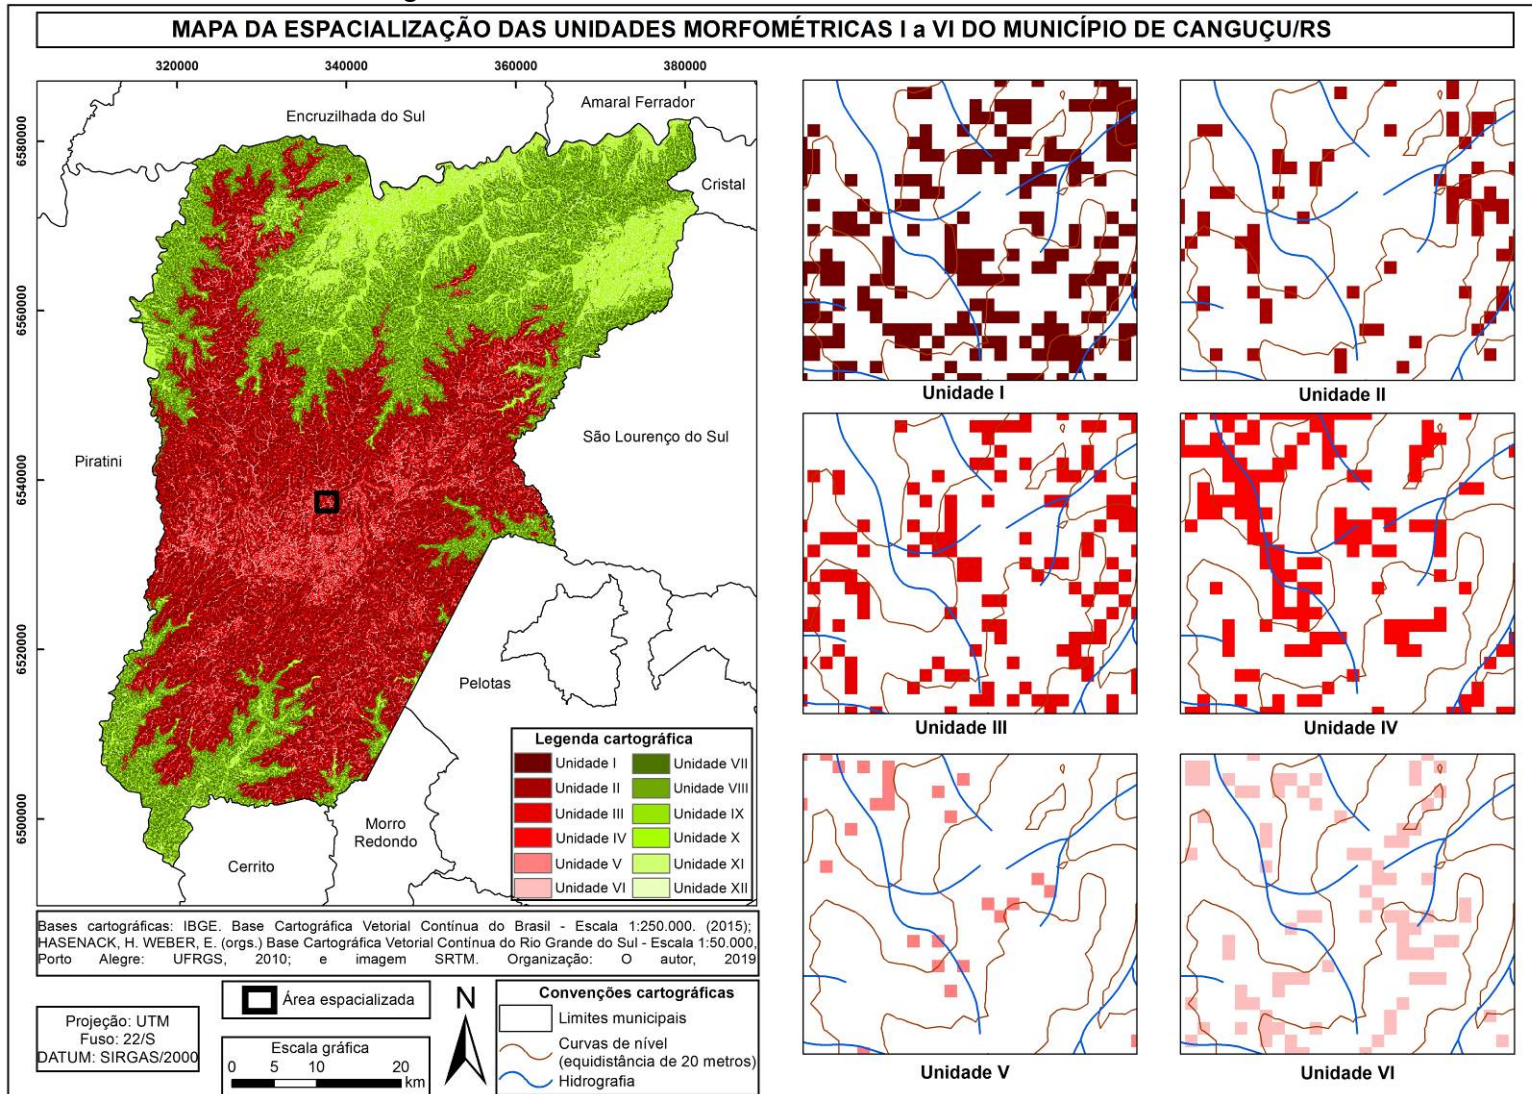 MAPA DA ESPACIALIZAÇÃO DAS UNIDADES MORFOMÉTRICAS I a VI DO MUNICÍPIO DE CANGUÇU/RS
320000
340000
360000
380000
6580000
6560000
6540000
6520000
6500000
Encruzilhada do Sul
Amaral Ferrador
Cristal
São Lourenço do Sul
Piratini
Pelotas
Morro
Redondo
Cerrito
Legenda cartográfica
Unidade I
Unidade II
Unidade III
Unidade IV
Unidade V
Unidade VI
Unidade VII
Unidade VIII
Unidade IX
Unidade X
Unidade XI
Unidade XII
Bases cartográficas: IBGE. Base Cartográfica Vetorial Contínua do Brasil - Escala 1:250.000. (2015);
HASENACK, H. WEBER, E. (orgs.) Base Cartográfica Vetorial Contínua do Rio Grande do Sul - Escala 1:50.000,
Porto Alegre: UFRGS, 2010; e imagem SRTM. Organização: O autor, 2019
Projeção: UTM
Fuso: 22/S
DATUM: SIRGAS/2000
Área espacializada
Escala gráfica
0 5 10 20
km
N
Convenções cartográficas
Limites municipais
Curvas de nível
(equidistância de 20 metros)
Hidrografia
Unidade I
Unidade II
Unidade III
Unidade IV
Unidade V
Unidade VI